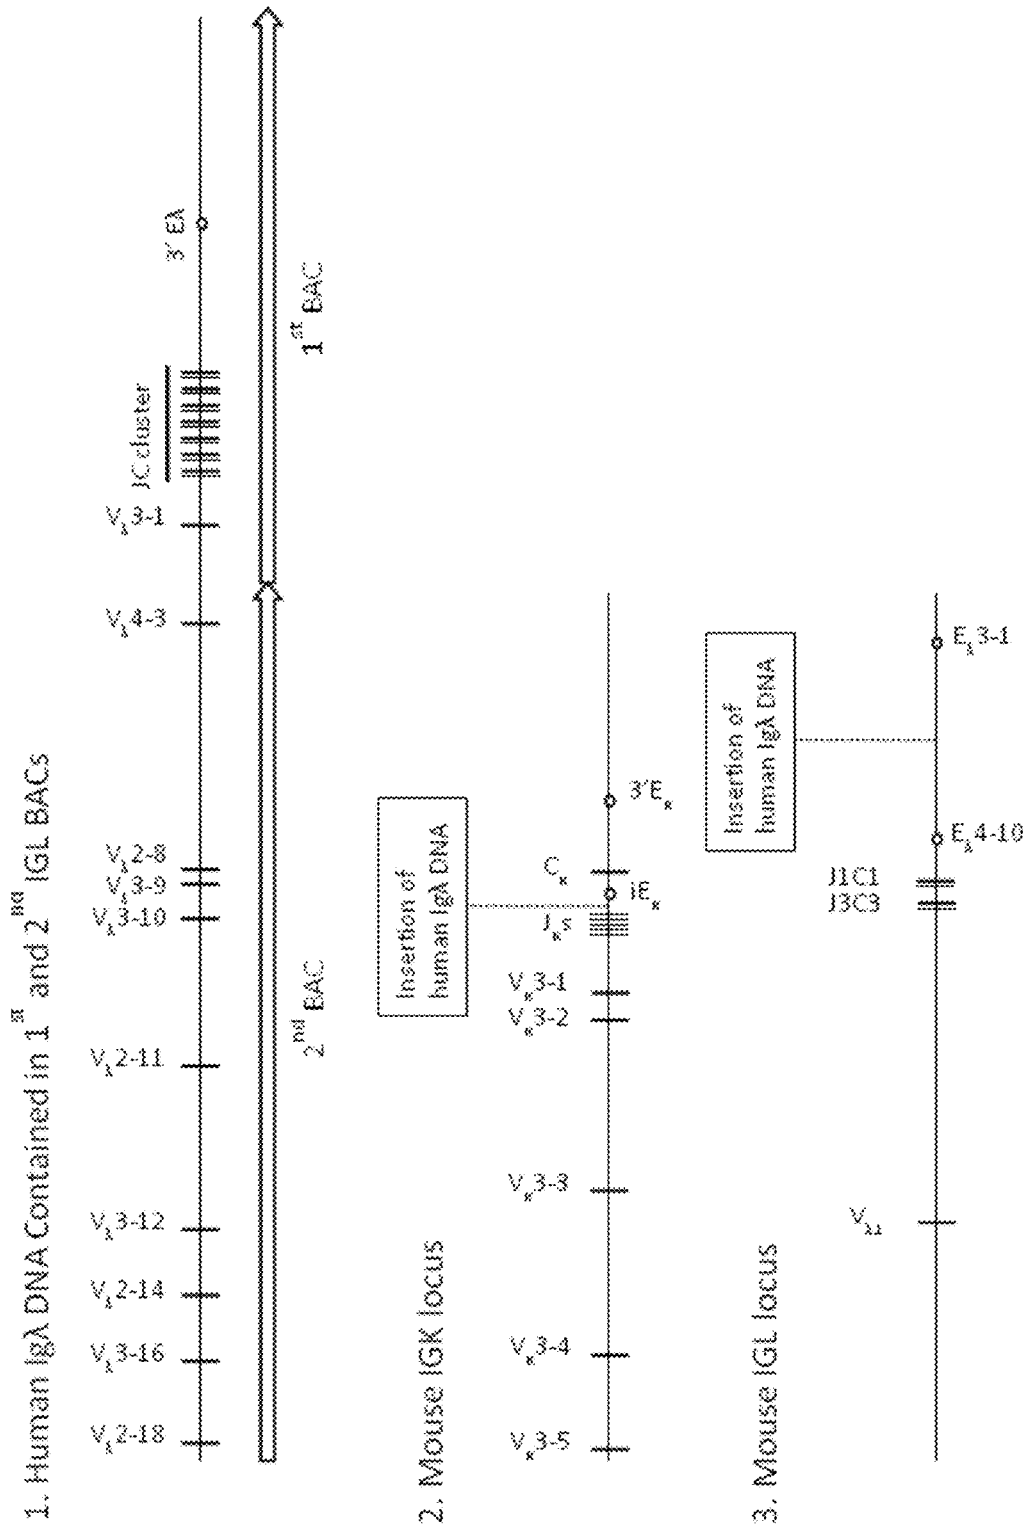 1. Human Igλ DNA Contained in 1st and 2nd IGL BACs
Vλ2-18
Vλ3-16
Vλ2-14
Vλ3-12
Vλ2-11
Vλ3-10
Vλ3-9
Vλ2-8
Vλ4-3
Vλ3-1
JC cluster
3' Eλ
2nd BAC
1st BAC
2. Mouse IGK locus
Insertion of
human Igλ DNA
Vκ3-5
Vκ3-4
Vκ3-3
Vκ3-2
Vκ3-1
Jκs
Cκ
iEκ
3'Eκ
3. Mouse IGL locus
Insertion of
human Igλ DNA
Vλ1
J3C3
J1C1
Eλ4-10
Eλ3-1